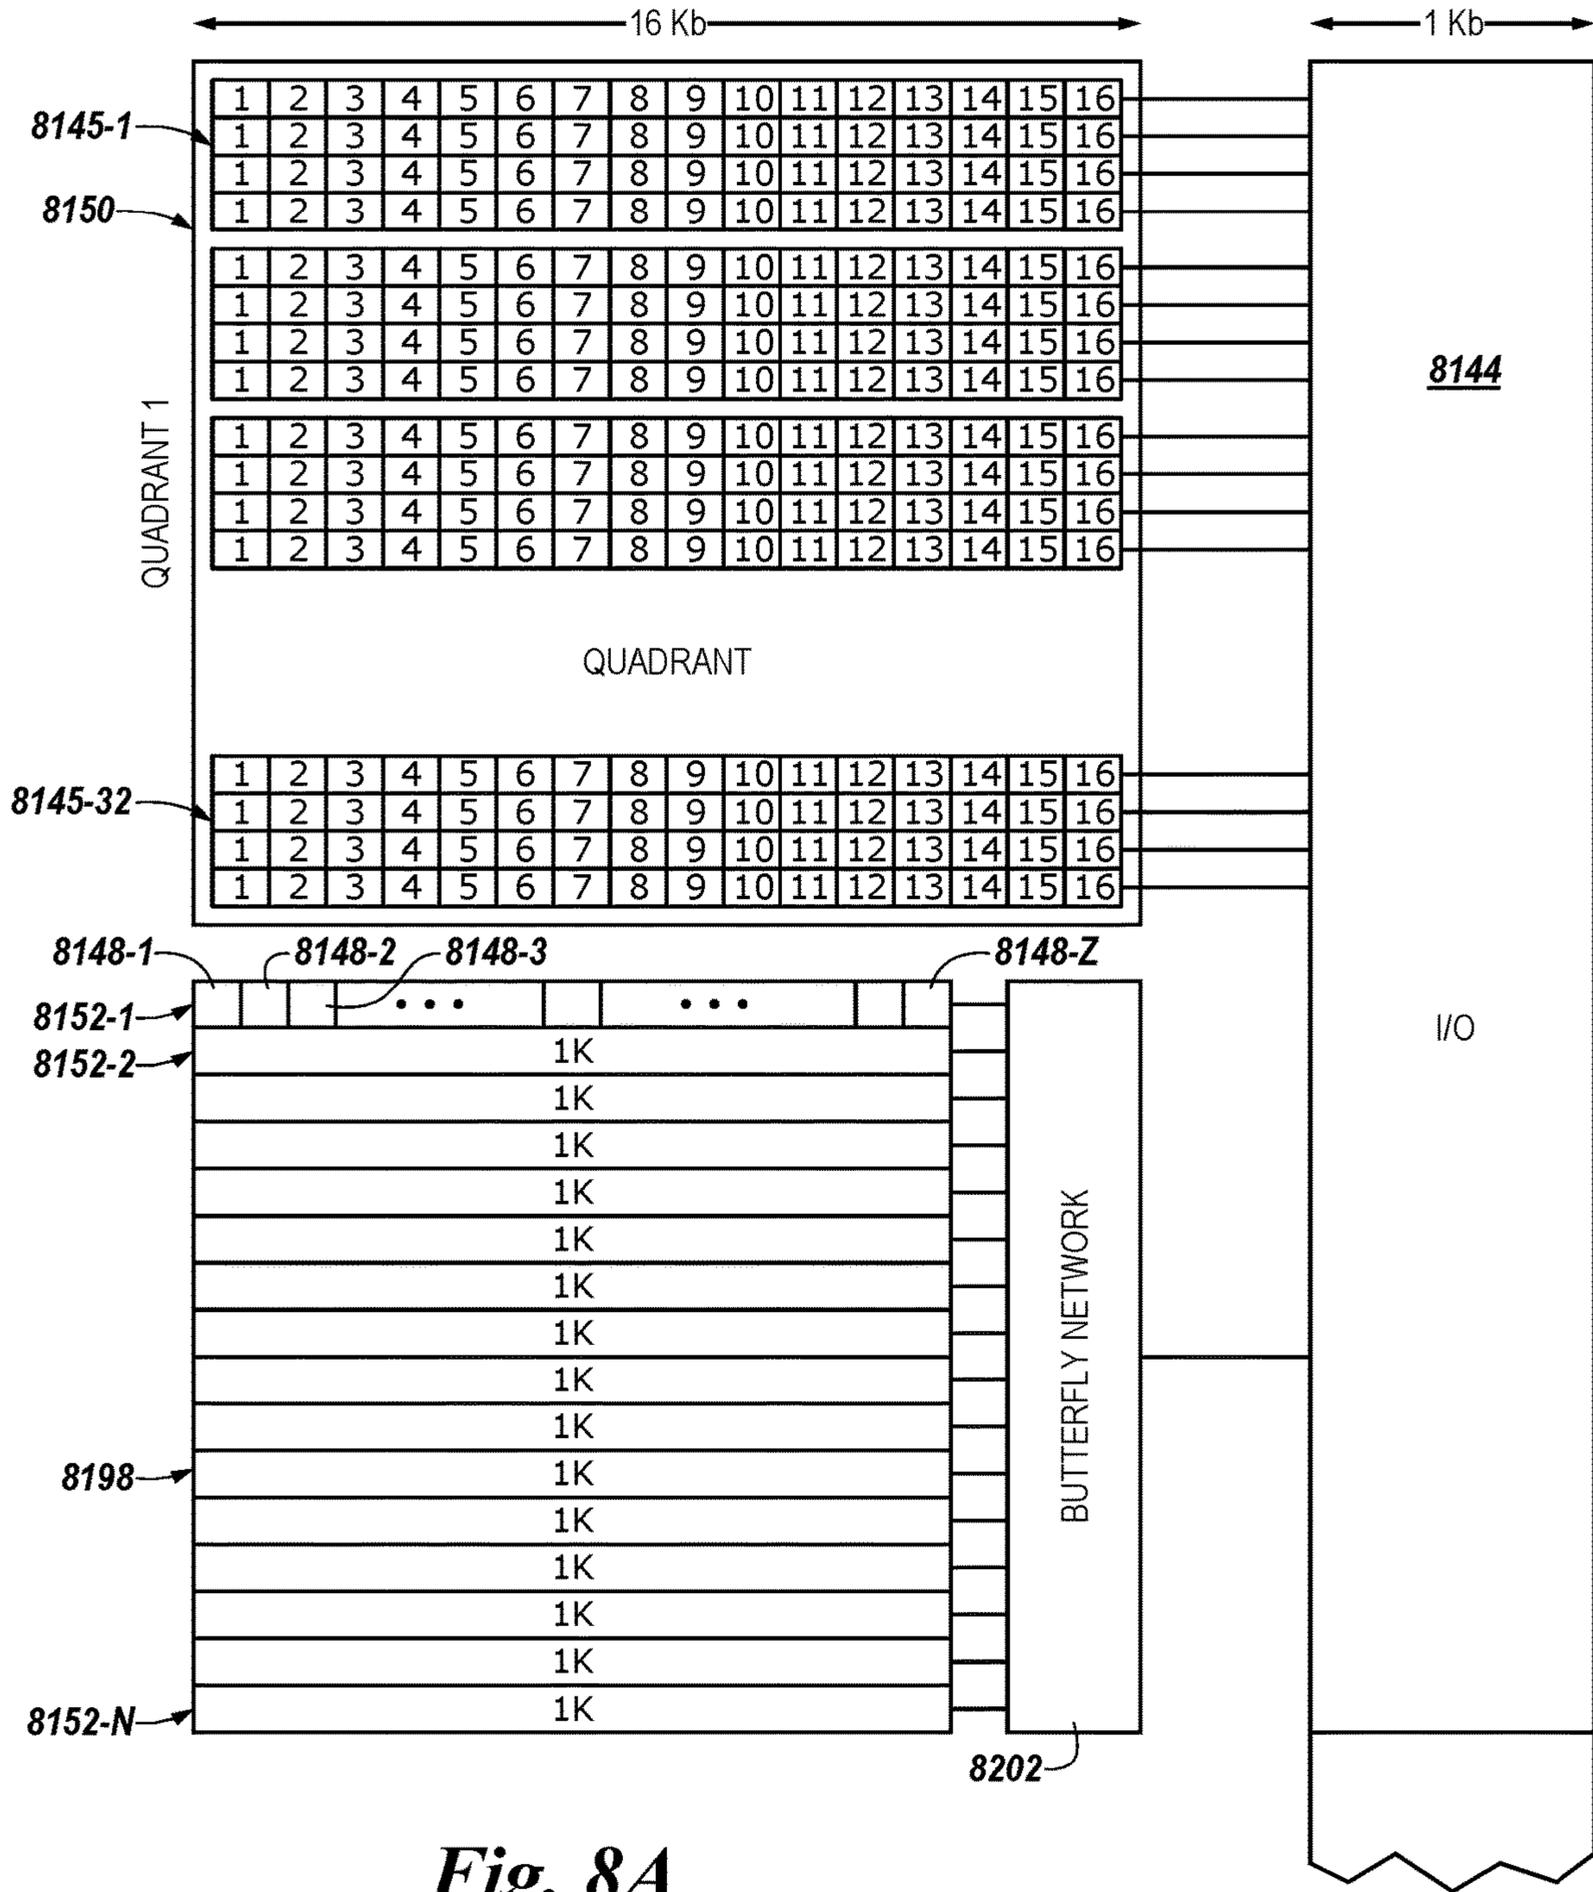 16 Kb 1 Kb
1 2 3 4 5 6 7 8 9 10 11 12 13 14 15 16
8145-1
1 2 3 4 5 6 7 8 9 10 11 12 13 14 15 16
1 2 3 4 5 6 7 8 9 10 11 12 13 14 15 16
8150
1 2 3 4 5 6 7 8 9 10 11 12 13 14 15 16
1 2 3 4 5 6 7 8 9 10 11 12 13 14 15 16
1 2 3 4 5 6 7 8 9 10 11 12 13 14 15 16
1 2 3 4 5 6 7 8 9 10 11 12 13 14 15 16
8144
1 2 3 4 5 6 7 8 9 10 11 12 13 14 15 16
1 2 3 4 5 6 7 8 9 10 11 12 13 14 15 16
QUADRANT 1
1 2 3 4 5 6 7 8 9 10 11 12 13 14 15 16
1 2 3 4 5 6 7 8 9 10 11 12 13 14 15 16
1 2 3 4 5 6 7 8 9 10 11 12 13 14 15 16
QUADRANT
1 2 3 4 5 6 7 8 9 10 11 12 13 14 15 16
8145-32
1 2 3 4 5 6 7 8 9 10 11 12 13 14 15 16
1 2 3 4 5 6 7 8 9 10 11 12 13 14 15 16
1 2 3 4 5 6 7 8 9 10 11 12 13 14 15 16
8148-1 8148-2 8148-3 8148-Z
8152-1 • • • • • •
I/O
8152-2 1K
1K
1K
1K
1K
1K
1K
1K
1K
BUTTERFLY NETWORK
8198 1K
1K
1K
1K
1K
8152-N 1K
8202
Fig. 8A